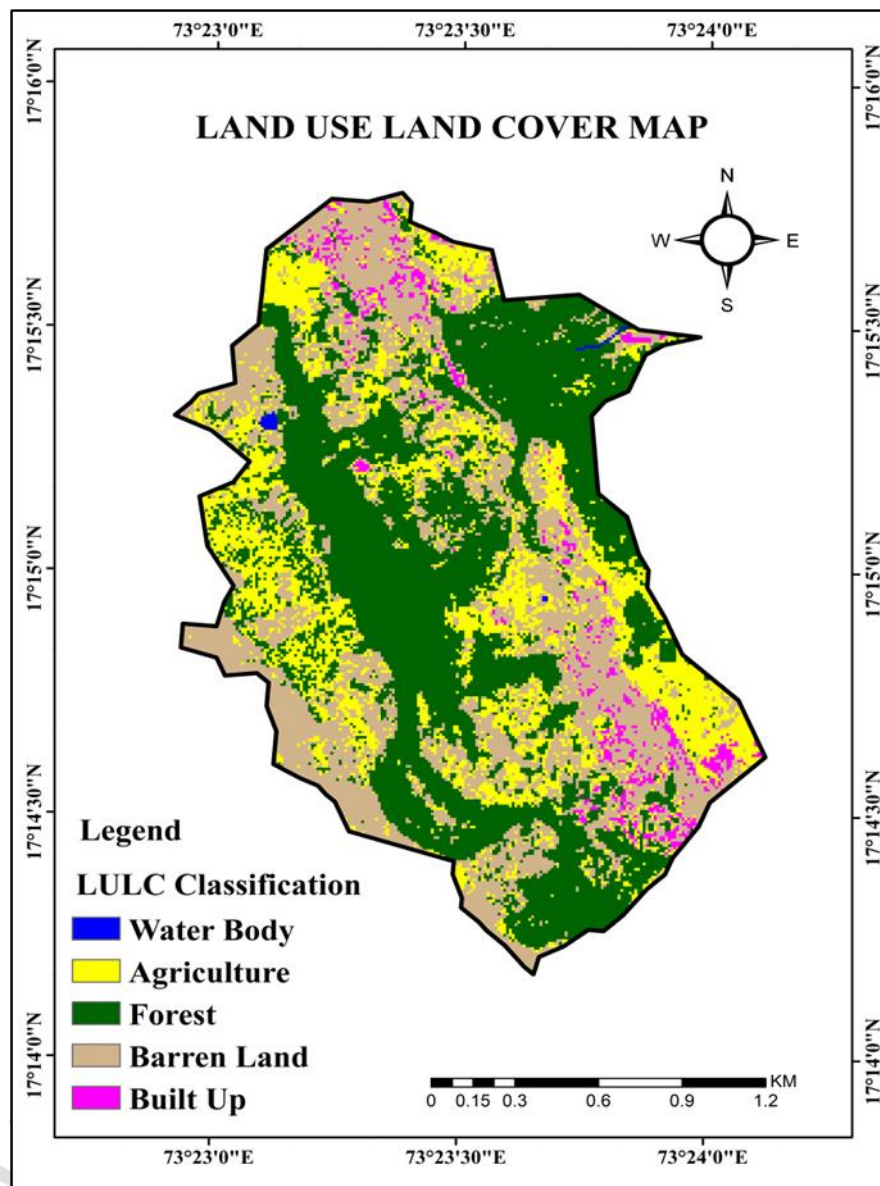 73°23'0"E 73°23'30"E 73°24'0"E
17°16'0"N 17°16'0"N
LAND USE LAND COVER MAP
N
W E
S
17°15'30"N 17°15'30"N
17°15'0"N 17°15'0"N
17°14'30"N 17°14'30"N
Legend
LULC Classification
Water Body
Agriculture
Forest
Barren Land
Built Up
17°14'0"N 17°14'0"N
KM
0 0.15 0.3 0.6 0.9 1.2
73°23'0"E 73°23'30"E 73°24'0"E